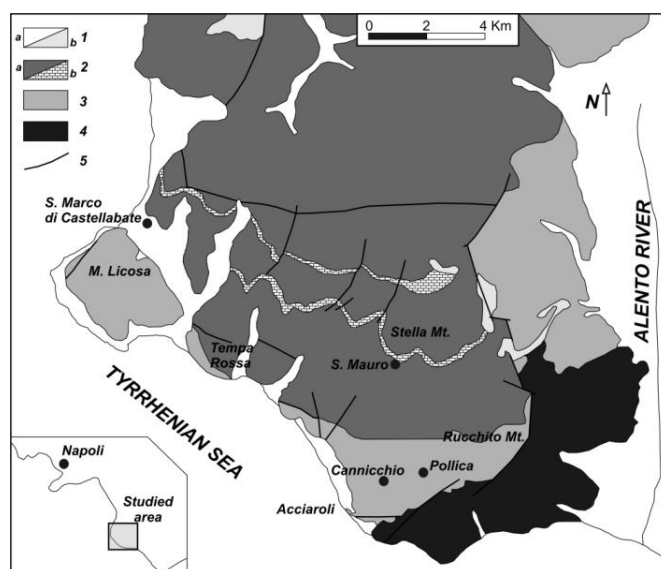 0 2 4 Km
a b 1
a b 2
3
4
5
N
S. Marco
di Castellabate
M. Licosa
ALENTO RIVER
Stella Mt.
Tempa
Rossa
S. Mauro
TYRRHENIAN SEA
Rucchito Mt.
Cannicchio
Pollica
Acciaroli
Napoli
Studied
area